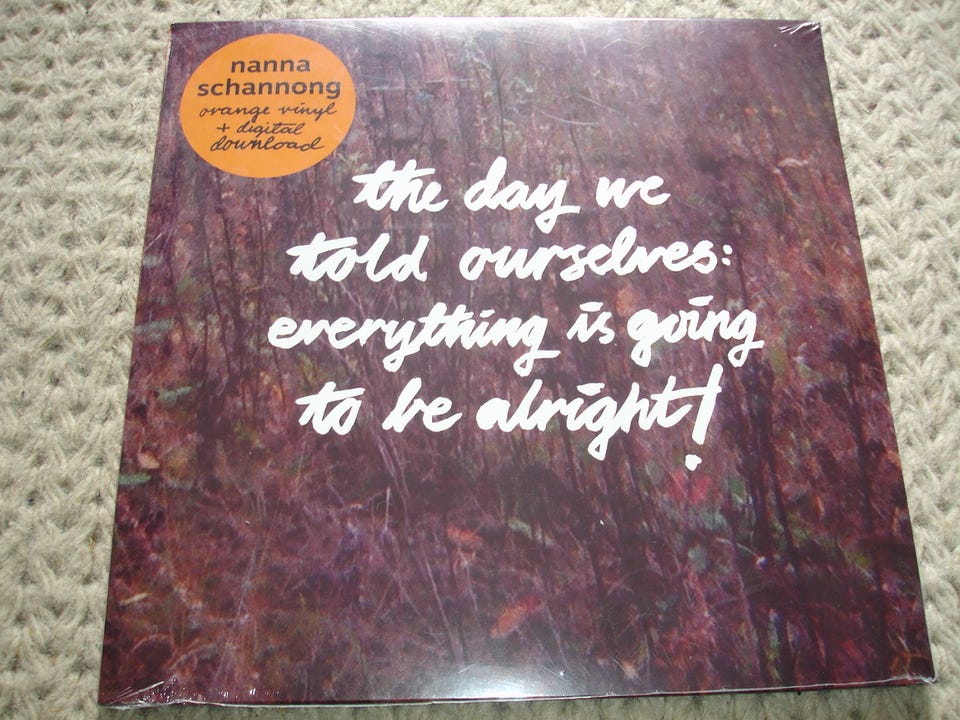 nanna
schannong
orange vinyl
+ digital
download
the day we
told ourselves:
everything is going
to be alright!